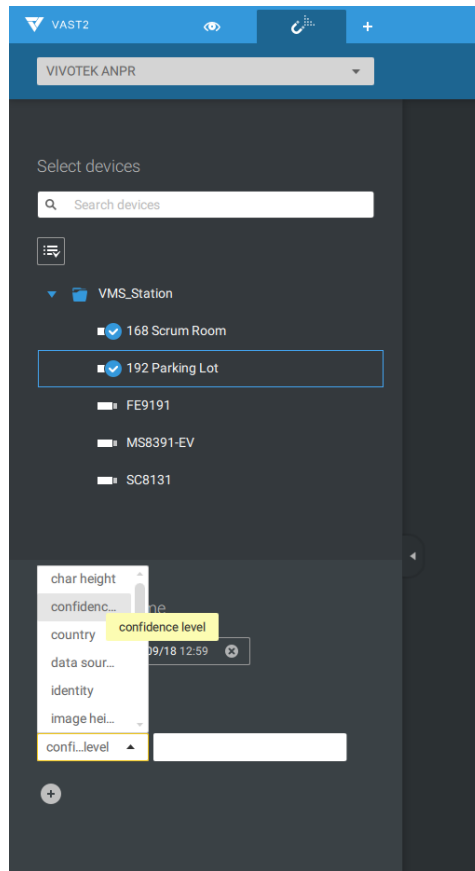 VAST2
+
VIVOTEK ANPR
Select devices
Search devices
VMS_Station
168 Scrum Room
192 Parking Lot
FE9191
MS8391-EV
SC8131
char height
confidenc...
confidence level
country
09/18 12:59
data sour...
identity
image hei...
confi...level